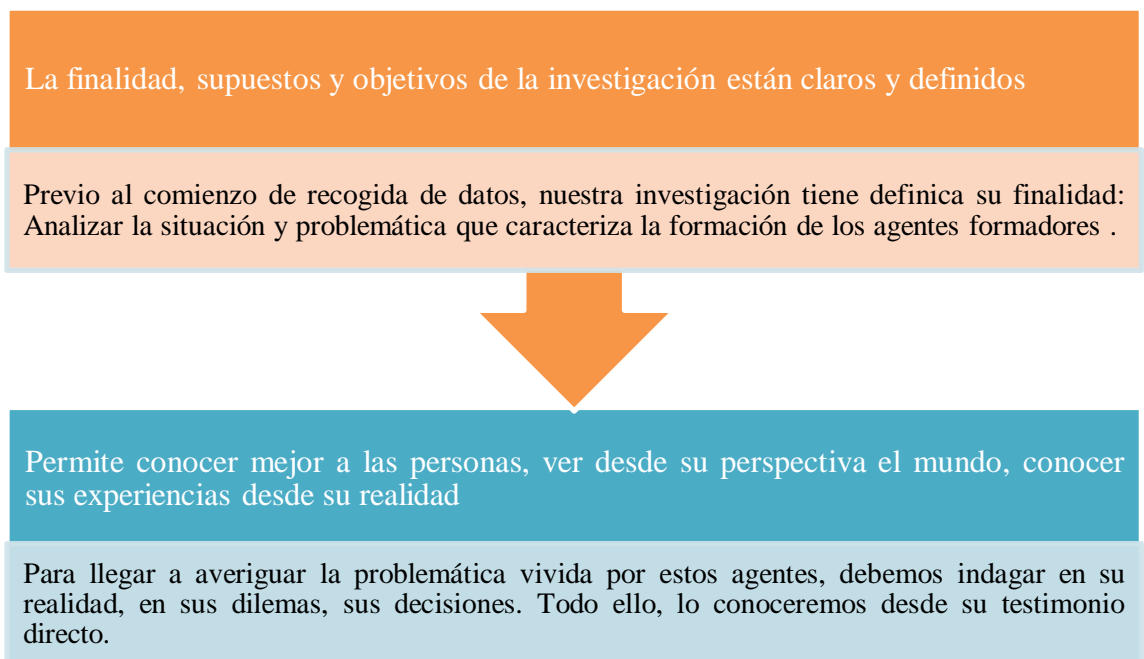 La finalidad, supuestos y objetivos de la investigación están claros y definidos
Previo al comienzo de recogida de datos, nuestra investigación tiene definica su finalidad:
Analizar la situación y problemática que caracteriza la formación de los agentes formadores .
Permite conocer mejor a las personas, ver desde su perspectiva el mundo, conocer
sus experiencias desde su realidad
Para llegar a averiguar la problemática vivida por estos agentes, debemos indagar en su
realidad, en sus dilemas, sus decisiones. Todo ello, lo conoceremos desde su testimonio
directo.